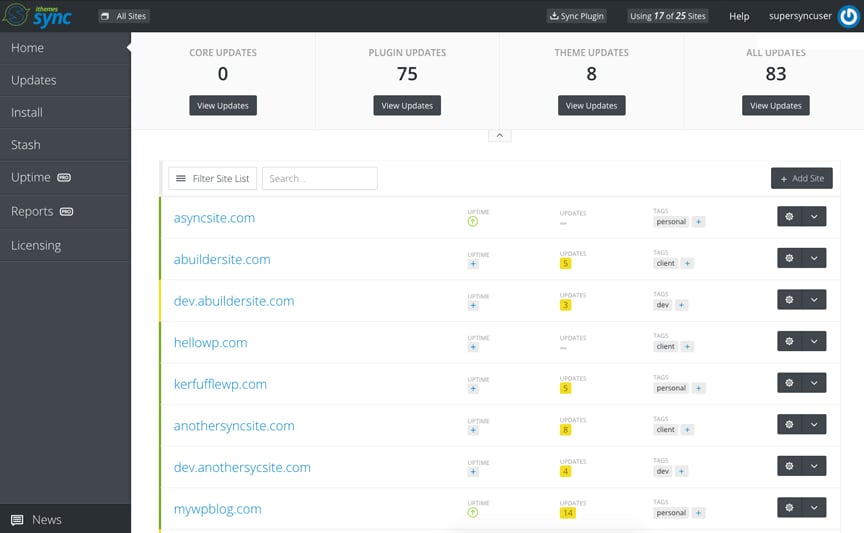 ithemes
sync
All Sites
Sync Plugin
Using 17 of 25 Sites
Help
supersyncuser
Home
Updates
Install
Stash
Uptime PRO
Reports PRO
Licensing
News
CORE UPDATES
0
View Updates
PLUGIN UPDATES
75
View Updates
THEME UPDATES
8
View Updates
ALL UPDATES
83
View Updates
Filter Site List
Search...
+ Add Site
asyncsite.com
UPTIME
UPDATES
–
TAGS
personal +
abuildersite.com
UPTIME
+
UPDATES
5
TAGS
client +
dev.abuildersite.com
UPTIME
+
UPDATES
3
TAGS
dev +
hellowp.com
UPTIME
+
UPDATES
–
TAGS
client +
kerfufflewp.com
UPTIME
+
UPDATES
5
TAGS
personal +
anothersyncsite.com
UPTIME
+
UPDATES
8
TAGS
client +
dev.anothersycsite.com
UPTIME
+
UPDATES
4
TAGS
dev +
mywpblog.com
UPTIME
UPDATES
14
TAGS
personal +